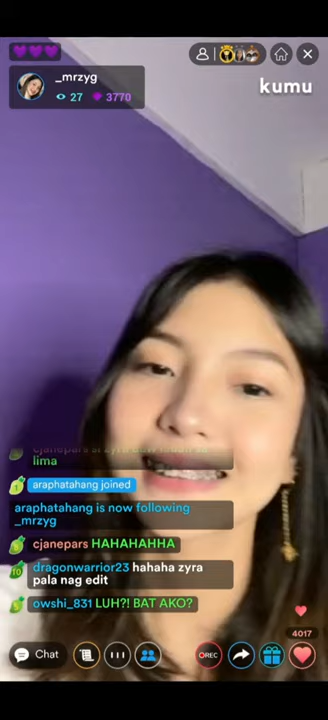 _mrzyg
27 3770
kumu
lima
araphatahang joined
araphatahang is now following
_mrzyg
cjanepars HAHAHAHHA
dragonwarrior23 hahaha zyra
pala nag edit
owshi_831 LUH?! BAT AKO?
4017
Chat
REC